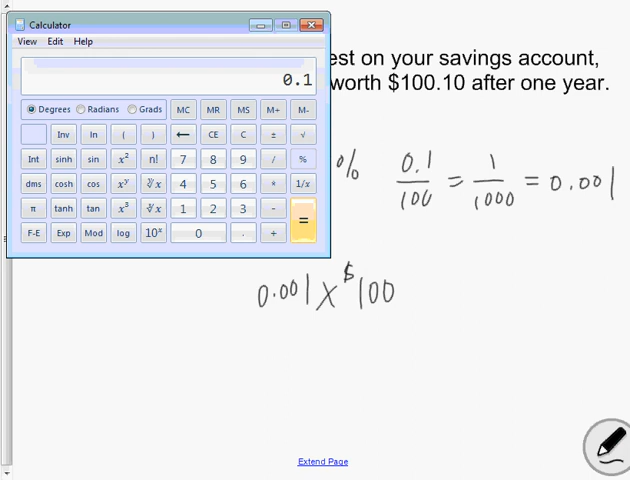 Calculator
View Edit Help
est on your savings account,
worth $100.10 after one year.
0.1
Degrees Radians Grads MC MR MS M+ M-
Inv ln ( ) ← CE C ± √
Int sinh sin x² n! 7 8 9 / %
dms cosh cos xʸ ʸ√x 4 5 6 * 1/x
π tanh tan x³ ³√x 1 2 3 - =
F-E Exp Mod log 10ˣ 0 . +
% 0.1/100 = 1/1000 = 0.001
0.001 x $100
Extend Page